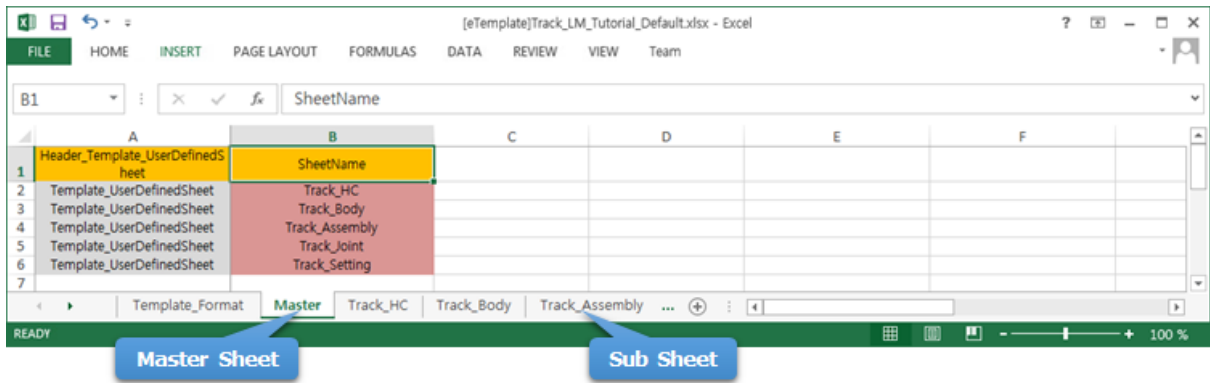 [eTemplate]Track_LM_Tutorial_Default.xlsx - Excel
FILE HOME INSERT PAGE LAYOUT FORMULAS DATA REVIEW VIEW Team
B1 fx SheetName
A B C D E F
1 Header_Template_UserDefinedS
heet SheetName
2 Template_UserDefinedSheet Track_HC
3 Template_UserDefinedSheet Track_Body
4 Template_UserDefinedSheet Track_Assembly
5 Template_UserDefinedSheet Track_Joint
6 Template_UserDefinedSheet Track_Setting
7
Template_Format Master Track_HC Track_Body Track_Assembly ...
READY 100 %
Master Sheet Sub Sheet